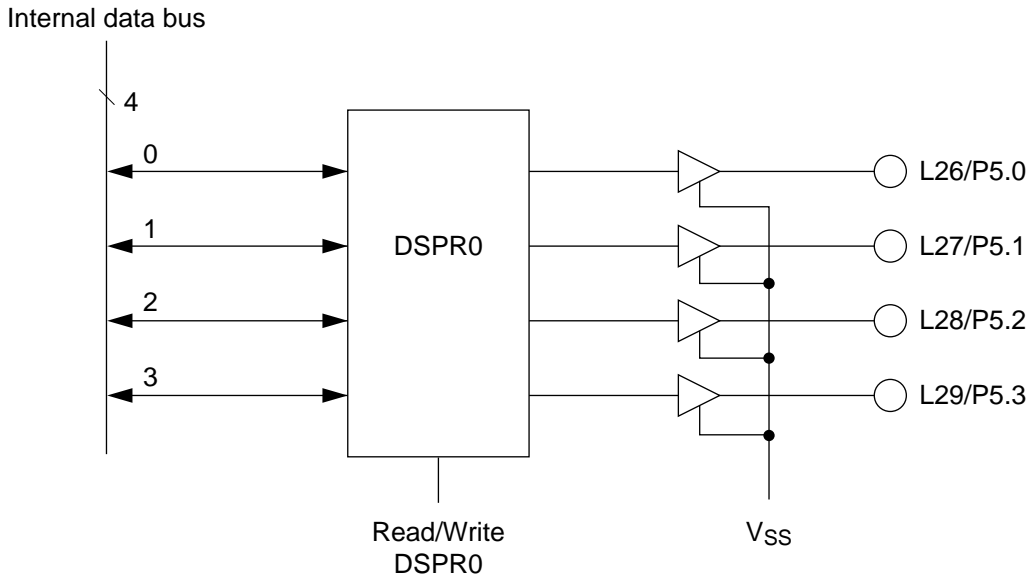 Internal data bus
4
0
L26/P5.0
1
DSPR0
L27/P5.1
2
L28/P5.2
3
L29/P5.3
Read/Write
DSPR0
VSS